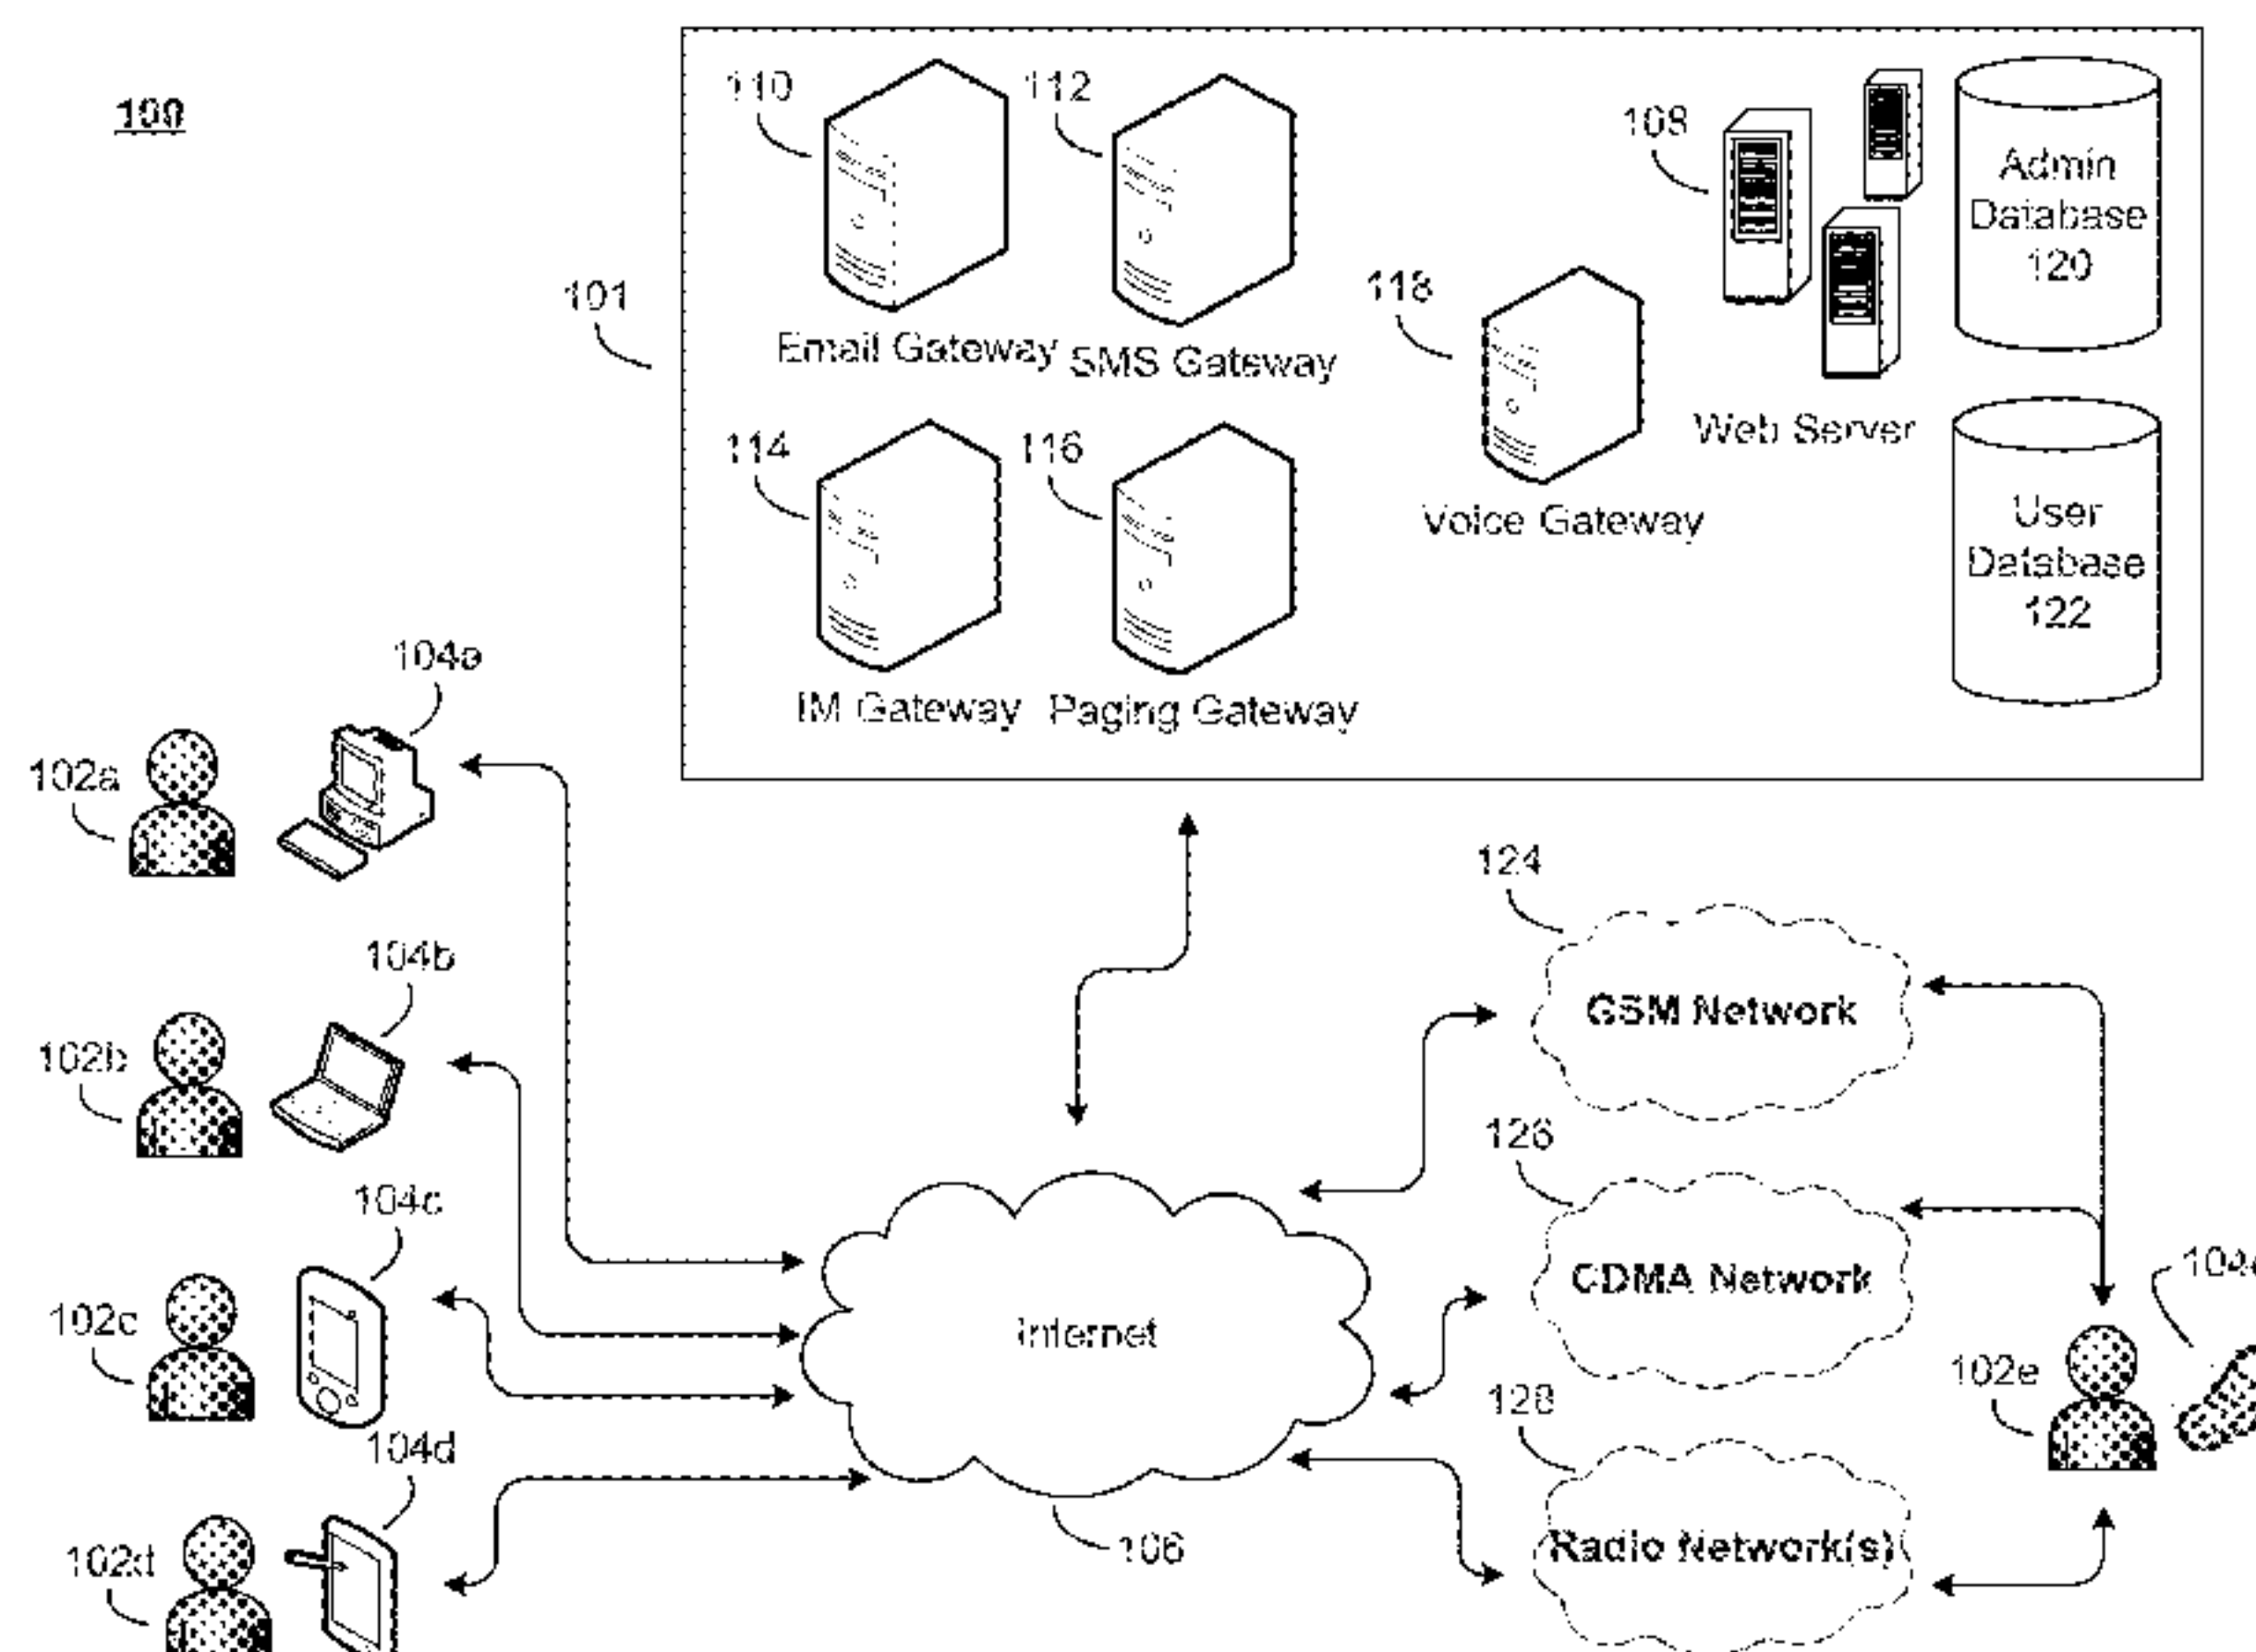 100
110
112
108
Admin
Database
120
101
118
Email Gateway
SMS Gateway
Web Server
114
116
Voice Gateway
User
Database
122
IM Gateway
Paging Gateway
104a
102a
124
104b
GSM Network
102b
126
104c
CDMA Network
102c
Internet
102e
128
104d
Radio Network(s)
106
102d